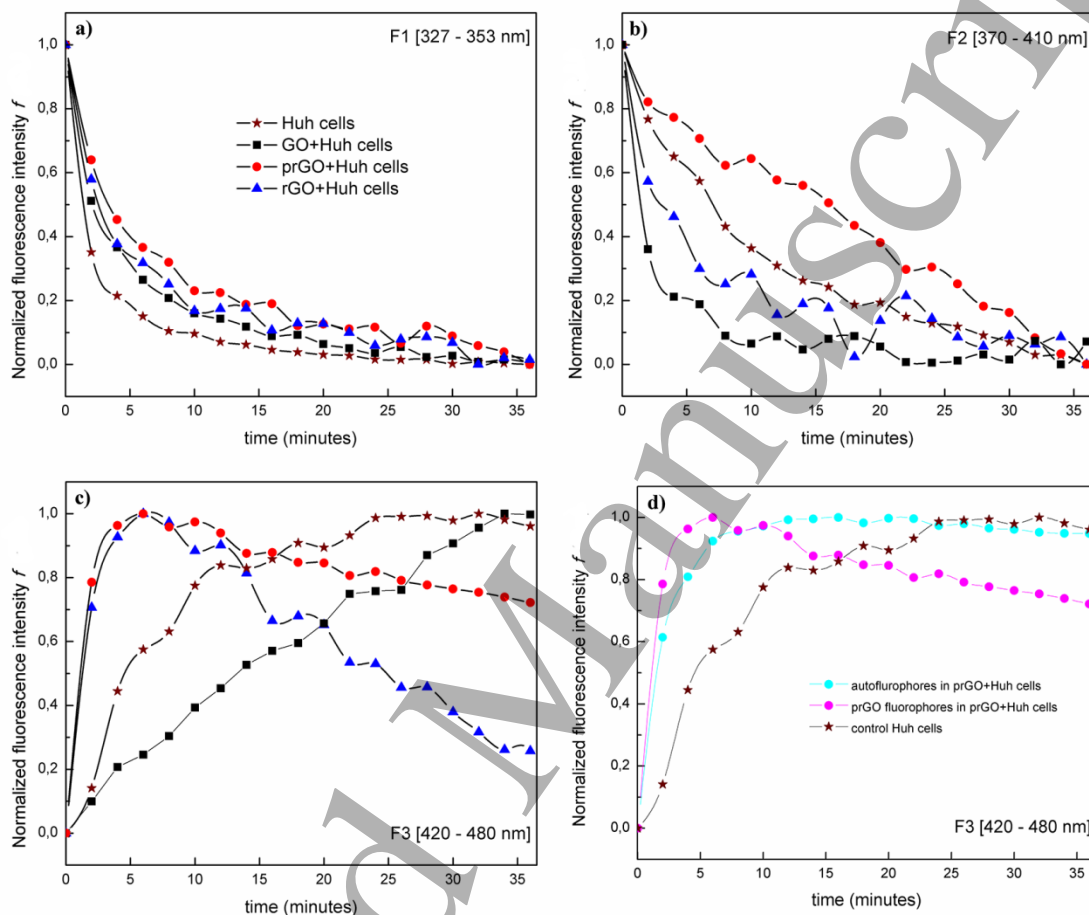 a)
F1 [327 - 353 nm]
Normalized fluorescence intensity f
1,0
0,8
0,6
0,4
0,2
0,0
Huh cells
GO+Huh cells
prGO+Huh cells
rGO+Huh cells
0 5 10 15 20 25 30 35
time (minutes)
b)
F2 [370 - 410 nm]
Normalized fluorescence intensity f
1,0
0,8
0,6
0,4
0,2
0,0
0 5 10 15 20 25 30 35
time (minutes)
c)
Normalized fluorescence intensity f
1,0
0,8
0,6
0,4
0,2
0,0
F3 [420 - 480 nm]
0 5 10 15 20 25 30 35
time (minutes)
d)
Normalized fluorescence intensity f
1,0
0,8
0,6
0,4
0,2
0,0
autoflurophores in prGO+Huh cells
prGO fluorophores in prGO+Huh cells
control Huh cells
F3 [420 - 480 nm]
0 5 10 15 20 25 30 35
time (minutes)
d Manuscri